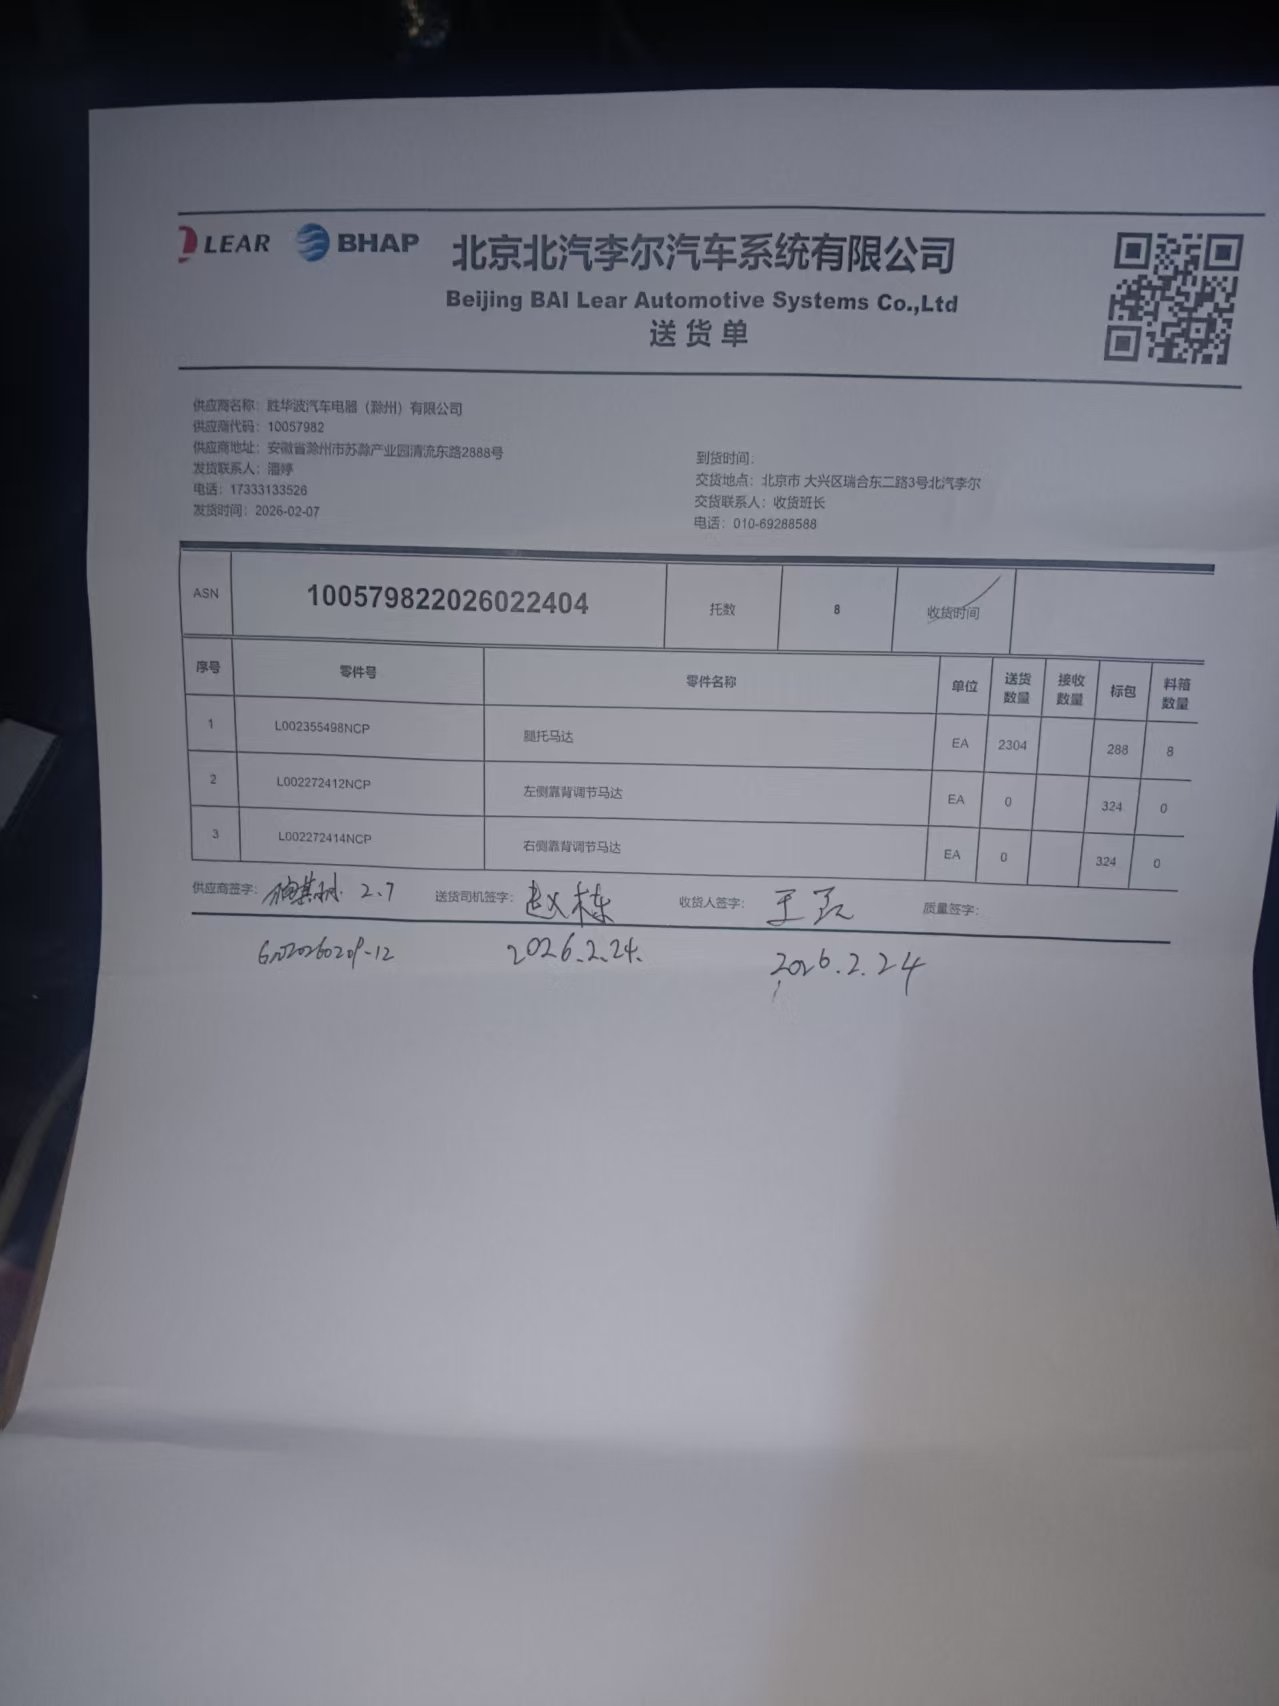 LEAR BHAP 北京北汽李尔汽车系统有限公司
Beijing BAI Lear Automotive Systems Co.,Ltd
送货单
供应商名称：胜华波汽车电器（滁州）有限公司
供应商代码：10057982
供应商地址：安徽省滁州市苏滁产业园清流东路2888号
发货联系人：潘婷
电话：17333133526
发货时间：2026-02-07
到货时间：
交货地点：北京市 大兴区瑞合东二路3号北汽李尔
交货联系人：收货班长
电话：010-69288588
ASN 100579822026022404 托数 8 收货时间
序号 零件号 零件名称 单位 送货数量 接收数量 标包 料箱数量
1 L002355498NCP 腿托马达 EA 2304 288 8
2 L002272412NCP 左侧靠背调节马达 EA 0 324 0
3 L002272414NCP 右侧靠背调节马达 EA 0 324 0
供应商签字： 2.7 送货司机签字：赵栋 收货人签字：王 质量签字：
2026.2.24. 2026.2.24